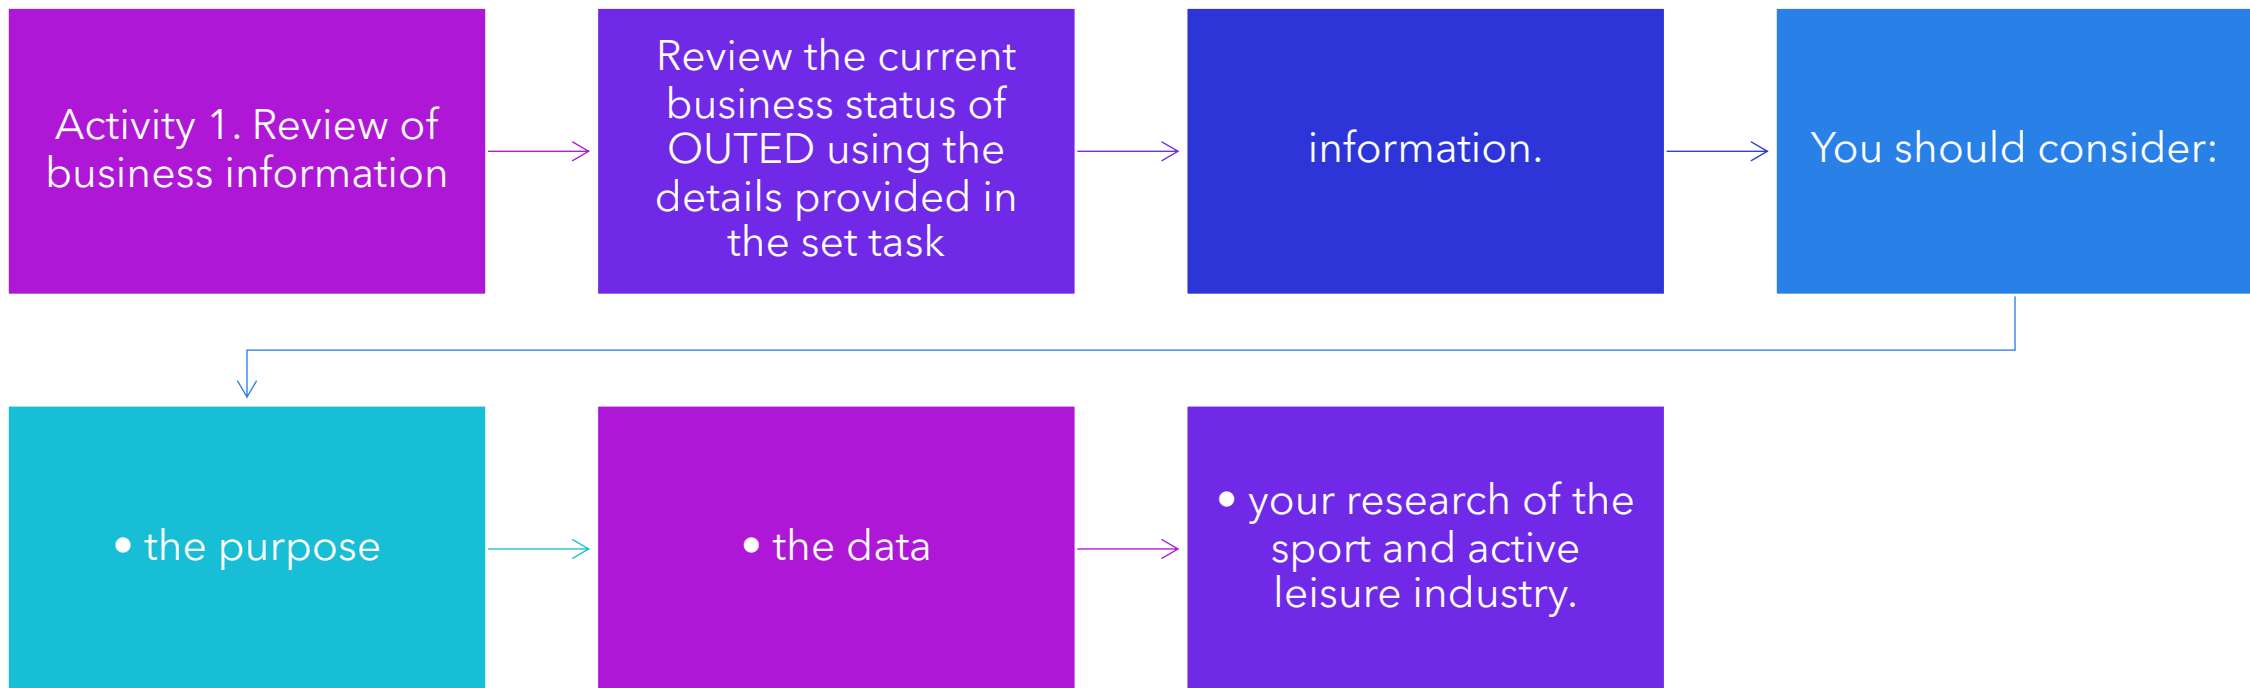 Activity 1. Review of
business information
Review the current
business status of
OUTED using the
details provided in
the set task
information.
You should consider:
• the purpose
• the data
• your research of the
sport and active
leisure industry.